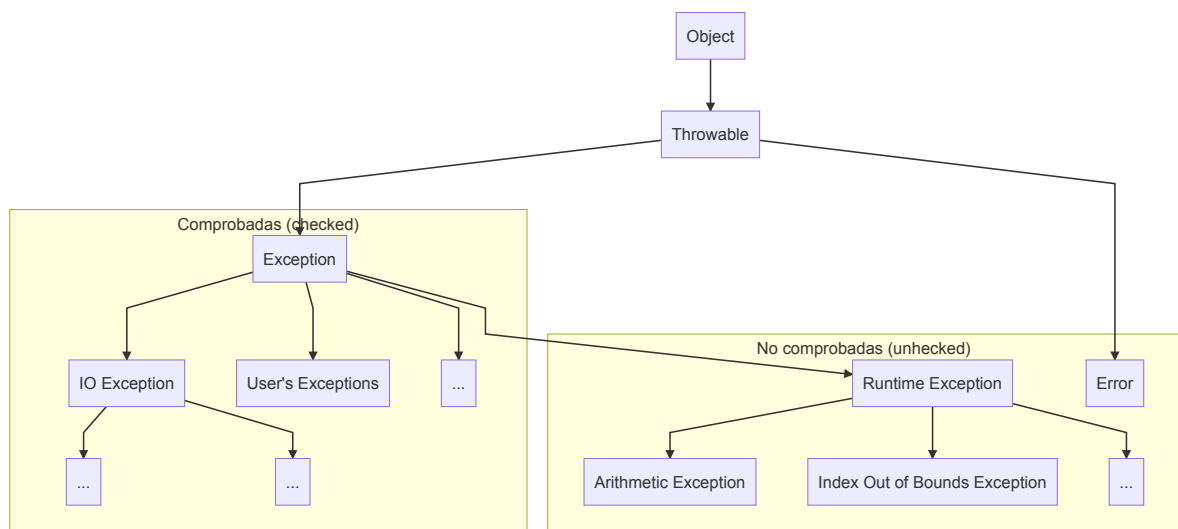 Object
Throwable
Comprobadas (checked)
Exception
No comprobadas (unhecked)
IO Exception
User's Exceptions
...
Runtime Exception
Error
...
...
Arithmetic Exception
Index Out of Bounds Exception
...